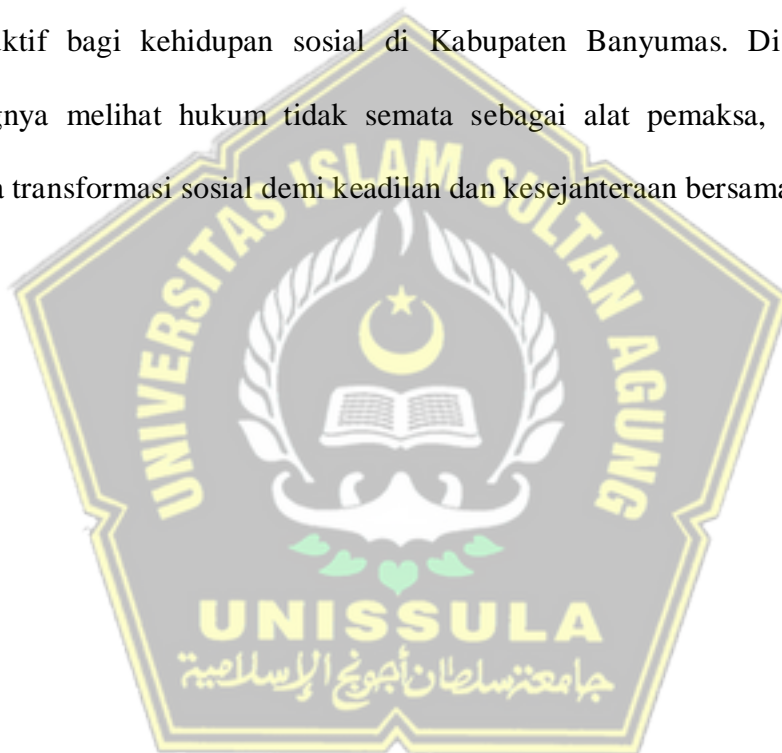 uktif bagi kehidupan sosial di Kabupaten Banyumas. Di
gnya melihat hukum tidak semata sebagai alat pemaksa,
a transformasi sosial demi keadilan dan kesejahteraan bersama
UNIVERSITAS ISLAM SULTAN AGUNG
UNISSULA
جامعة سلطان أجونج الإسلامية